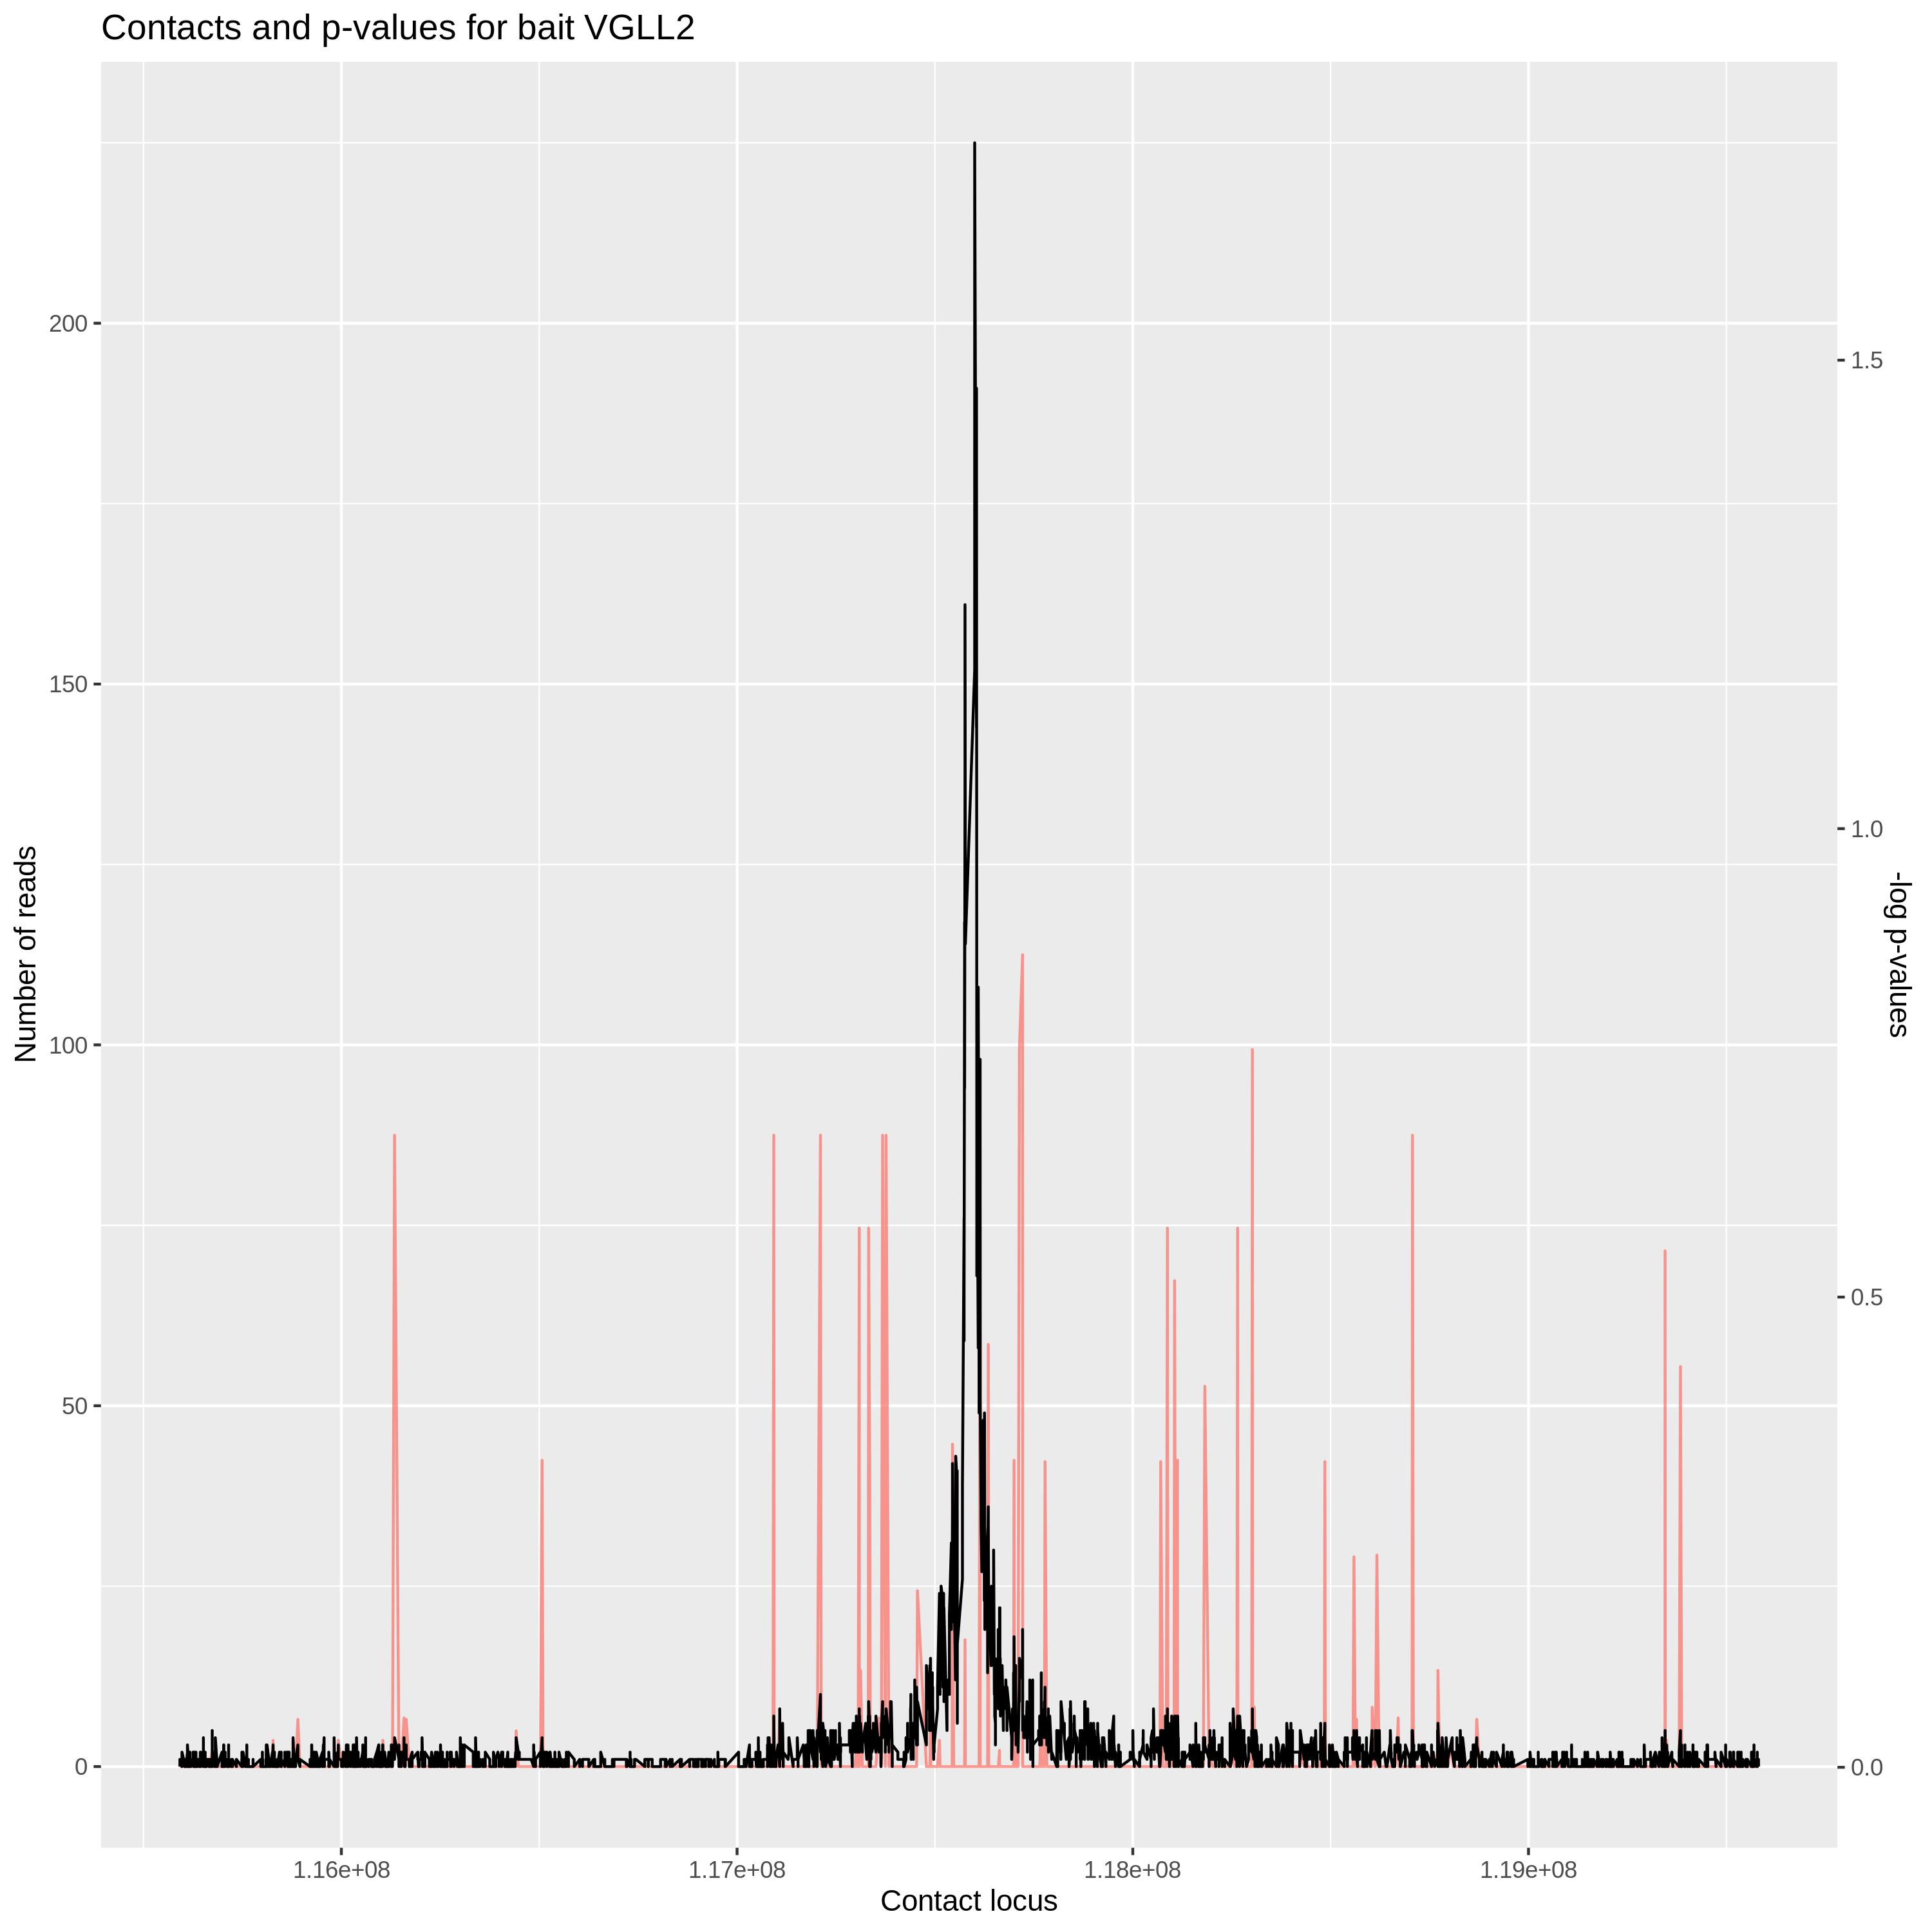 Contacts and p-values for bait VGLL2
Number of reads
200
150
100
50
0
1.5
1.0
0.5
0.0
-log p-values
1.16e+08
1.17e+08
1.18e+08
1.19e+08
Contact locus